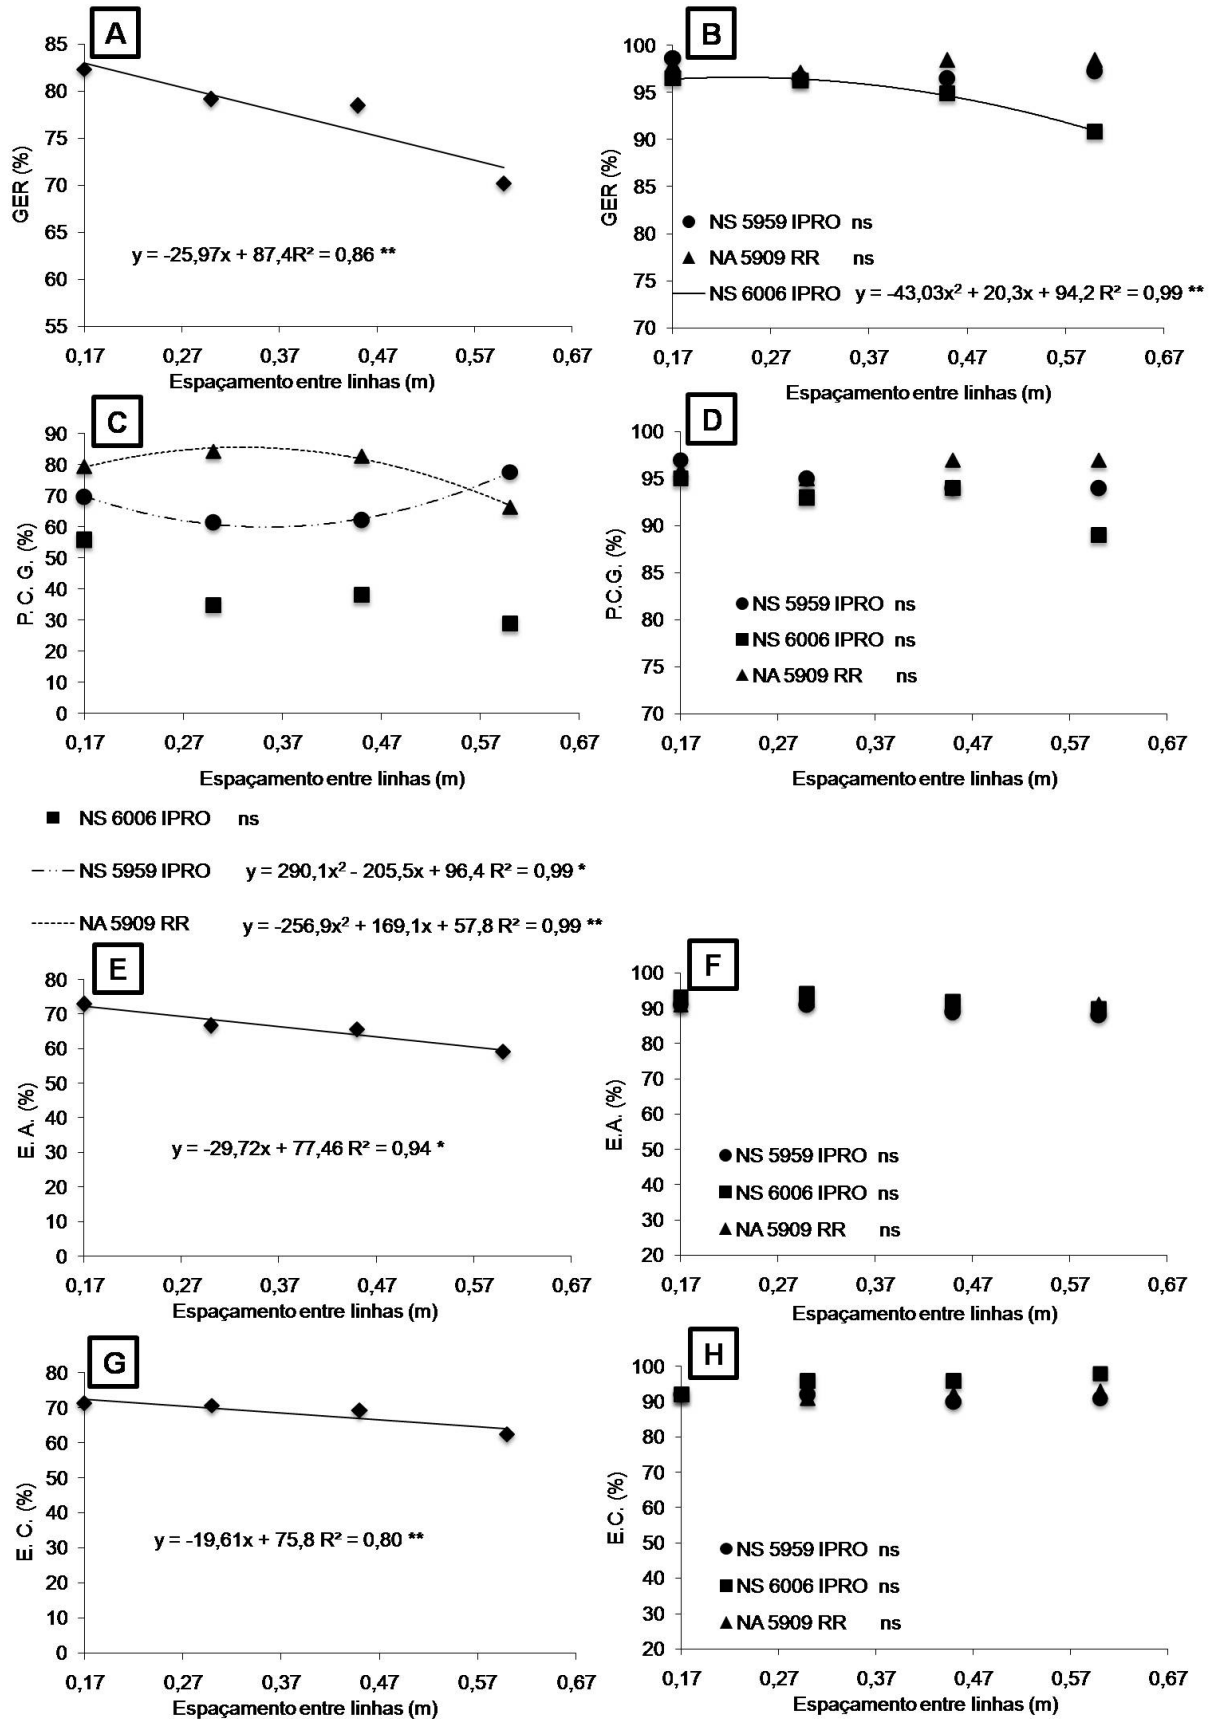 A
85
80
75
70
65
60
55
GER (%)
y = -25,97x + 87,4R² = 0,86 **
0,17 0,27 0,37 0,47 0,57 0,67
Espaçamento entre linhas (m)
B
100
95
90
85
80
75
70
GER (%)
NS 5959 IPRO ns
NA 5909 RR ns
NS 6006 IPRO y = -43,03x² + 20,3x + 94,2 R² = 0,99 **
0,17 0,27 0,37 0,47 0,57 0,67
Espaçamento entre linhas (m)
C
90
80
70
60
50
40
30
20
10
0
P. C. G. (%)
0,17 0,27 0,37 0,47 0,57 0,67
Espaçamento entre linhas (m)
NS 6006 IPRO ns
NS 5959 IPRO y = 290,1x² - 205,5x + 96,4 R² = 0,99 *
NA 5909 RR y = -256,9x² + 169,1x + 57,8 R² = 0,99 **
D
100
95
90
85
80
75
70
P.C.G. (%)
NS 5959 IPRO ns
NS 6006 IPRO ns
NA 5909 RR ns
0,17 0,27 0,37 0,47 0,57 0,67
Espaçamento entre linhas (m)
E
80
70
60
50
40
30
20
10
0
E. A. (%)
y = -29,72x + 77,46 R² = 0,94 *
0,17 0,27 0,37 0,47 0,57 0,67
Espaçamento entre linhas (m)
F
100
90
80
70
60
50
40
30
20
E.A. (%)
NS 5959 IPRO ns
NS 6006 IPRO ns
NA 5909 RR ns
0,17 0,27 0,37 0,47 0,57 0,67
Espaçamento entre linhas (m)
G
80
70
60
50
40
30
20
10
0
E. C. (%)
y = -19,61x + 75,8 R² = 0,80 **
0,17 0,27 0,37 0,47 0,57 0,67
Espaçamento entre linhas (m)
H
100
90
80
70
60
50
40
30
20
E.C. (%)
NS 5959 IPRO ns
NS 6006 IPRO ns
NA 5909 RR ns
0,17 0,27 0,37 0,47 0,57 0,67
Espaçamento entre linhas (m)